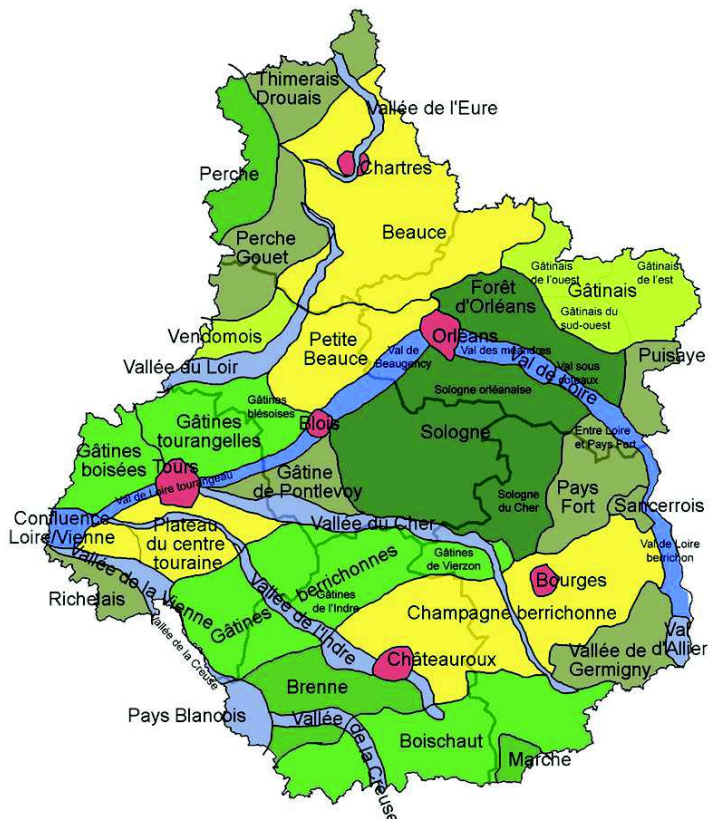 Thimerais
Drouais
Vallée de l'Eure
Perche
Chartres
Perche
Gouet
Beauce
Gâtinais
de l'ouest
Gâtinais
de l'est
Gâtinais
Forêt
d'Orléans
Gâtinais du
sud-ouest
Vendomois
Petite
Beauce
Orléans
Val de
Beaugency
Val des méandres
Val de Loire
Val sous
coteaux
Puisaye
Vallée du Loir
Gâtines
blésoises
Sologne orléanaise
Gâtines
tourangelles
Blois
Sologne
Entre Loire
et Pays Fort
Gâtines
boisées
Tours
Val de Loire tourangeau
Gâtine
de Pontlevoy
Sologne
du Cher
Pays
Fort
Sancerrois
Confluence
Loire/Vienne
Plateau
du centre
touraine
Vallée du Cher
Val de Loire
berrichon
Gâtines
de Vierzon
Bourges
Richelais
Vallée de la Vienne
Gâtines berrichonnes
Gâtines
de l'Indre
Vallée de l'Indre
Champagne berrichonne
Vallée de la Creuse
Châteauroux
Vallée de
Germigny
Val
d'Allier
Brenne
Pays Blancois
Vallée de la Creuse
Boischaut
Marche